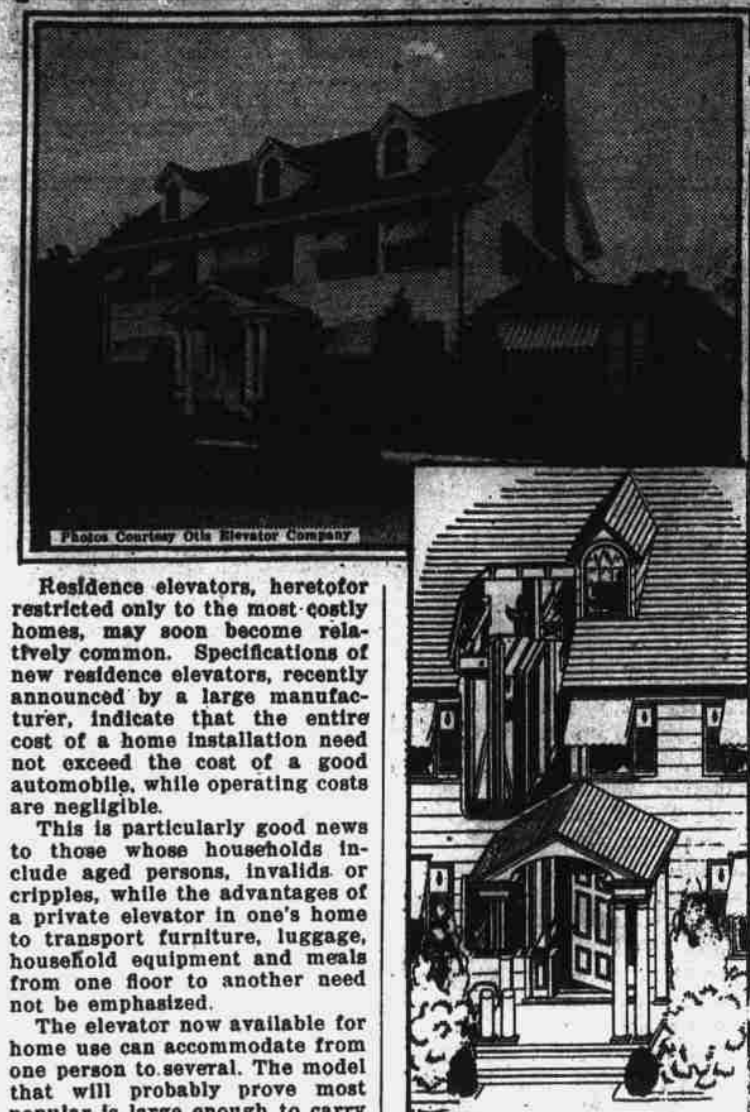 Photos Courtesy Otis Elevator Company
Residence elevators, heretofor
restricted only to the most costly
homes, may soon become rela-
tively common. Specifications of
new residence elevators, recently
announced by a large manufac-
turer, indicate that the entire
cost of a home installation need
not exceed the cost of a good
automobile, while operating costs
are negligible.
This is particularly good news
to those whose households in-
clude aged persons, invalids or
cripples, while the advantages of
a private elevator in one's home
to transport furniture, luggage,
household equipment and meals
from one floor to another need
not be emphasized.
The elevator now available for
home use can accommodate from
one person to several. The model
that will probably prove most
popular is large enough to carry